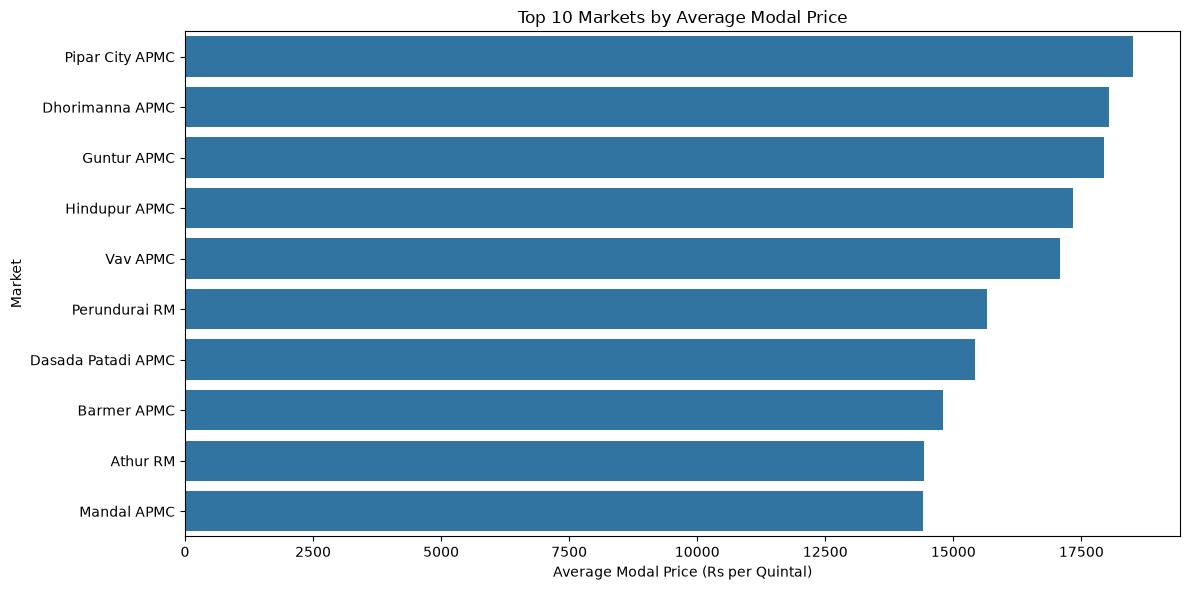 Top 10 Markets by Average Modal Price
Market
Pipar City APMC
Dhorimanna APMC
Guntur APMC
Hindupur APMC
Vav APMC
Perundurai RM
Dasada Patadi APMC
Barmer APMC
Athur RM
Mandal APMC
0 2500 5000 7500 10000 12500 15000 17500
Average Modal Price (Rs per Quintal)